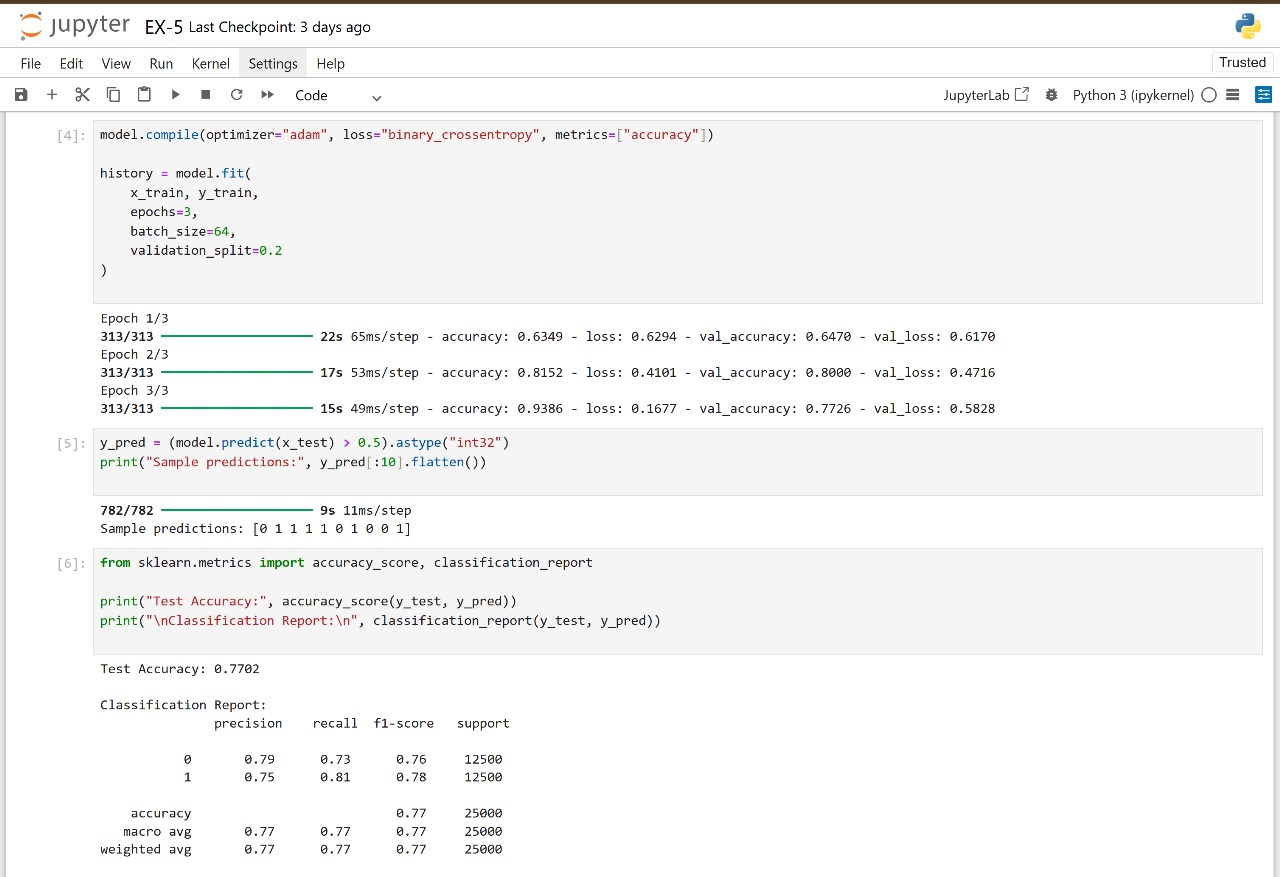 jupyter EX-5 Last Checkpoint: 3 days ago
File Edit View Run Kernel Settings Help
Trusted
Code
JupyterLab
Python 3 (ipykernel)
[4]:
model.compile(optimizer="adam", loss="binary_crossentropy", metrics=["accuracy"])
history = model.fit(
    x_train, y_train,
    epochs=3,
    batch_size=64,
    validation_split=0.2
)
Epoch 1/3
313/313 22s 65ms/step - accuracy: 0.6349 - loss: 0.6294 - val_accuracy: 0.6470 - val_loss: 0.6170
Epoch 2/3
313/313 17s 53ms/step - accuracy: 0.8152 - loss: 0.4101 - val_accuracy: 0.8000 - val_loss: 0.4716
Epoch 3/3
313/313 15s 49ms/step - accuracy: 0.9386 - loss: 0.1677 - val_accuracy: 0.7726 - val_loss: 0.5828
[5]:
y_pred = (model.predict(x_test) > 0.5).astype("int32")
print("Sample predictions:", y_pred[:10].flatten())
782/782 9s 11ms/step
Sample predictions: [0 1 1 1 1 0 1 0 0 1]
[6]:
from sklearn.metrics import accuracy_score, classification_report
print("Test Accuracy:", accuracy_score(y_test, y_pred))
print("\nClassification Report:\n", classification_report(y_test, y_pred))
Test Accuracy: 0.7702
Classification Report:
precision recall f1-score support
0 0.79 0.73 0.76 12500
1 0.75 0.81 0.78 12500
accuracy 0.77 25000
macro avg 0.77 0.77 0.77 25000
weighted avg 0.77 0.77 0.77 25000